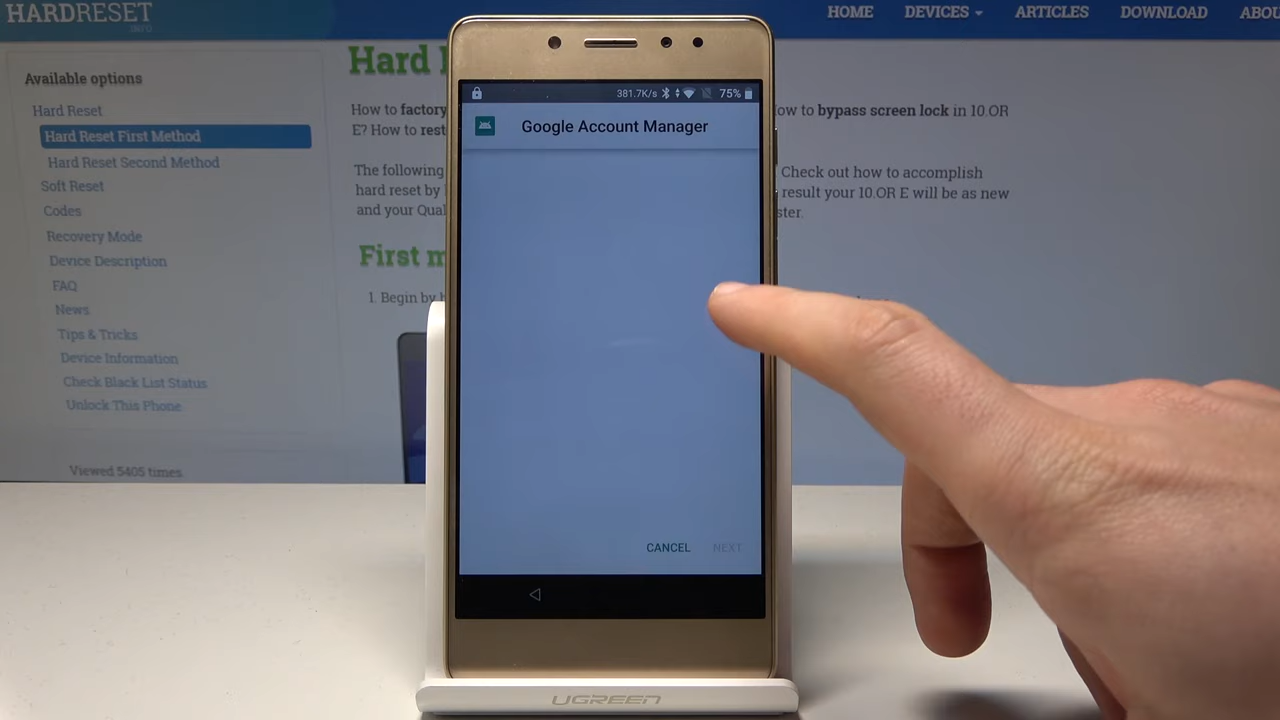 HARDRESET
INFO
HOME DEVICES ARTICLES DOWNLOAD
Available options
Hard Reset
Hard Reset First Method
Hard Reset Second Method
Soft Reset
Codes
Recovery Mode
Device Description
FAQ
News
Tips & Tricks
Device Information
Check Black List Status
Unlock This Phone
Viewed 5405 times
Hard
How to factory
E? How to
The following
hard reset by
and your
First
1. Begin by
to bypass screen lock in 10.OR
Check out how to accomplish
result your 10.OR E will be as new
381.7K/s 75%
Google Account Manager
CANCEL NEXT
UGREEN